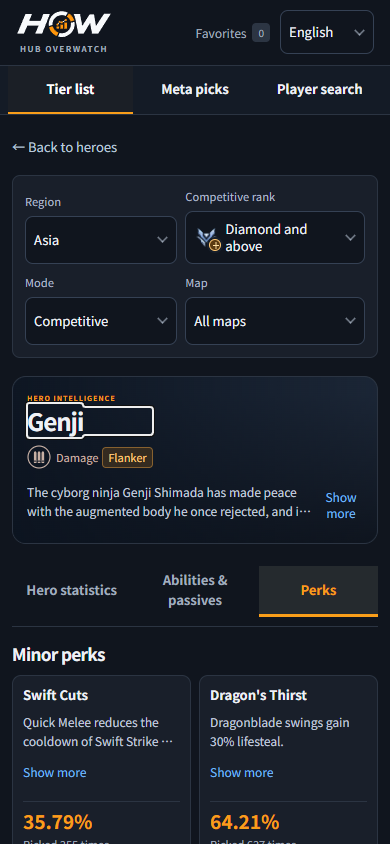 HOW
HUB OVERWATCH
Favorites 0
English
Tier list
Meta picks
Player search
← Back to heroes
Region
Competitive rank
Asia
Diamond and
above
Mode
Map
Competitive
All maps
HERO INTELLIGENCE
Genji
Damage
Flanker
The cyborg ninja Genji Shimada has made peace
with the augmented body he once rejected, and i...
Show
more
Hero statistics
Abilities &
passives
Perks
Minor perks
Swift Cuts
Quick Melee reduces the
cooldown of Swift Strike ...
Show more
35.79%
Dragon's Thirst
Dragonblade swings gain
30% lifesteal.
Show more
64.21%